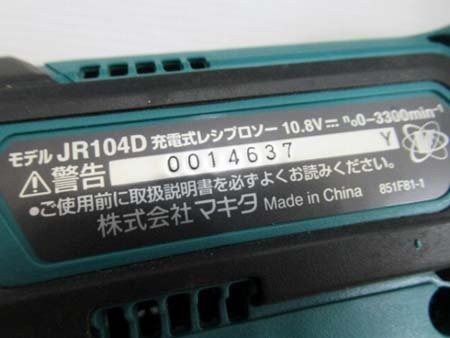 モデル JR104D 充電式レシプロソー 10.8V⎓ n₀0-3300min⁻¹
⚠警告 0014637 Y
●ご使用前に取扱説明書を必ずよくお読みください。
株式会社 マキタ Made in China 851F81-1